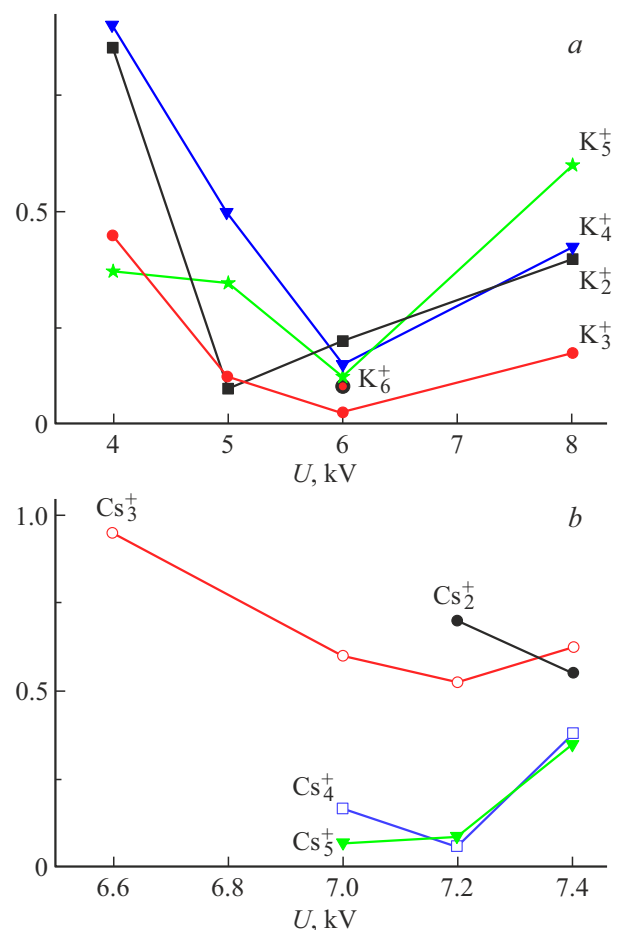 a
K₅⁺
0.5
K₄⁺
K₂⁺
K₃⁺
K₆⁺
0
4 5 6 7 8
U, kV
Cs₃⁺
1.0
b
Cs₂⁺
0.5
Cs₄⁺
Cs₅⁺
0
6.6 6.8 7.0 7.2 7.4
U, kV